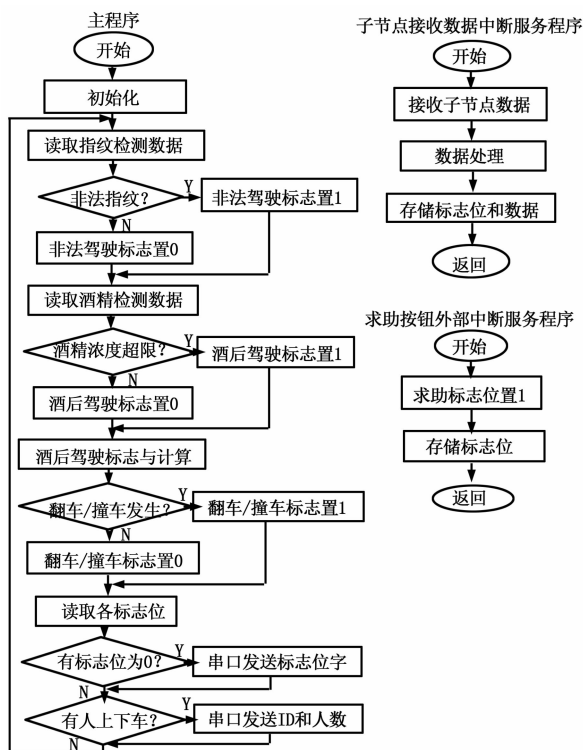 主程序
开始
初始化
读取指纹检测数据
非法指纹?
Y
非法驾驶标志置1
N
非法驾驶标志置0
读取酒精检测数据
酒精浓度超限?
Y
酒后驾驶标志置1
N
酒后驾驶标志置0
酒后驾驶标志与计算
翻车/撞车发生?
Y
翻车/撞车标志置1
N
翻车/撞车标志置0
读取各标志位
有标志位为0?
Y
串口发送标志位字
N
有人上下车?
Y
串口发送ID和人数
N
子节点接收数据中断服务程序
开始
接收子节点数据
数据处理
存储标志位和数据
返回
求助按钮外部中断服务程序
开始
求助标志位置1
存储标志位
返回